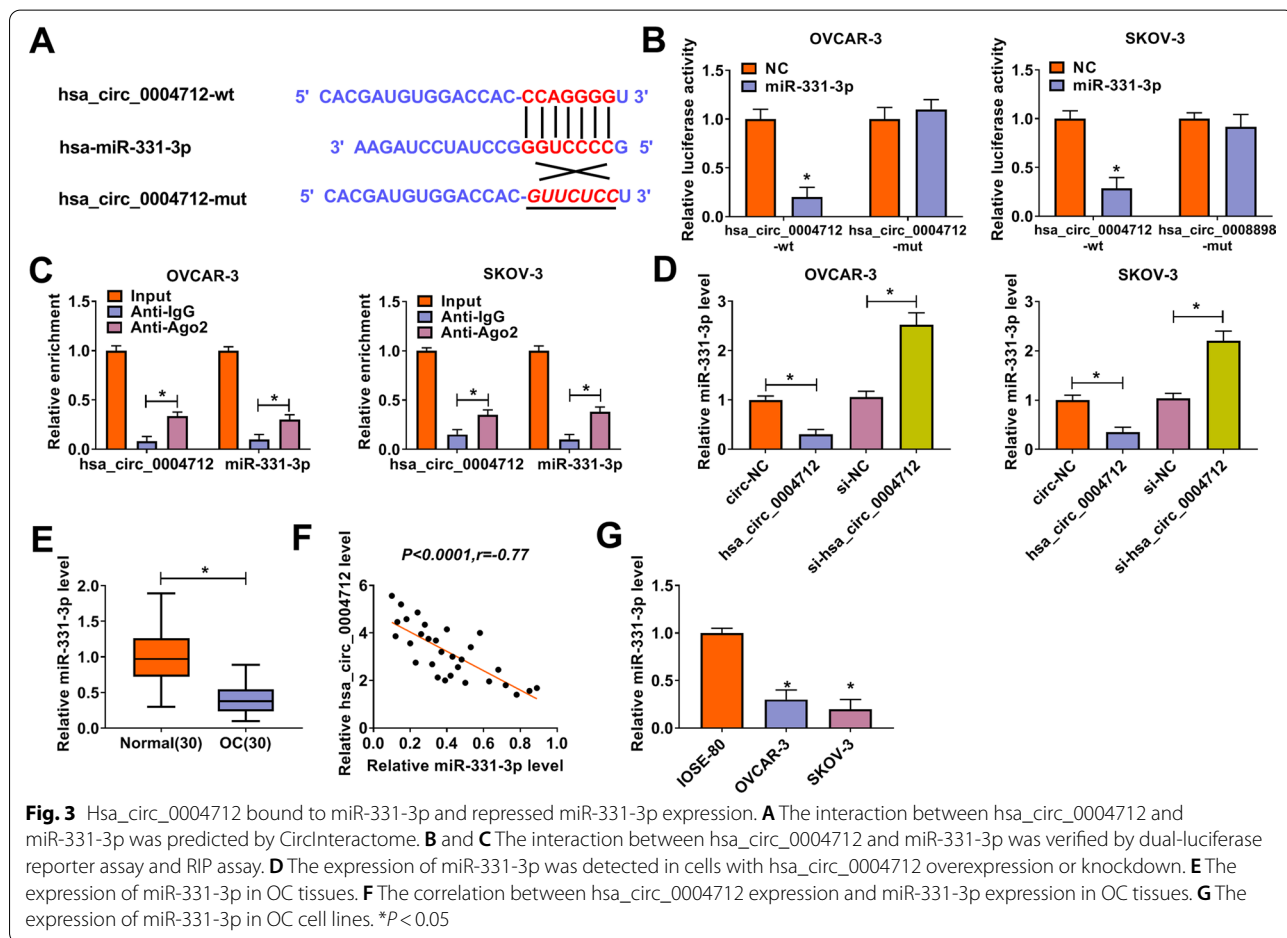 A
hsa_circ_0004712-wt 5' CACGAUGUGGACCAC-CCAGGGGU 3'
hsa-miR-331-3p 3' AAGAUCCUAUCCGGGUCCCCG 5'
hsa_circ_0004712-mut 5' CACGAUGUGGACCAC-GUUCUCCU 3'
B
OVCAR-3
NC
miR-331-3p
Relative luciferase activity
1.5
1.0
0.5
0.0
*
hsa_circ_0004712 hsa_circ_0004712
-wt -mut
SKOV-3
NC
miR-331-3p
Relative luciferase activity
1.5
1.0
0.5
0.0
*
hsa_circ_0004712 hsa_circ_0008898
-wt -mut
C
OVCAR-3
Input
Anti-IgG
Anti-Ago2
Relative enrichment
1.5
1.0
0.5
0.0
* *
hsa_circ_0004712 miR-331-3p
SKOV-3
Input
Anti-IgG
Anti-Ago2
Relative enrichment
1.5
1.0
0.5
0.0
* *
hsa_circ_0004712 miR-331-3p
D
OVCAR-3
Relative miR-331-3p level
3
2
1
0
* *
circ-NC
hsa_circ_0004712
si-NC
si-hsa_circ_0004712
SKOV-3
Relative miR-331-3p level
3
2
1
0
* *
circ-NC
hsa_circ_0004712
si-NC
si-hsa_circ_0004712
E
Relative miR-331-3p level
2.0
1.5
1.0
0.5
0.0
*
Normal(30) OC(30)
F
P<0.0001,r=-0.77
Relative hsa_circ_0004712 level
6
4
2
0
0.0 0.2 0.4 0.6 0.8 1.0
Relative miR-331-3p level
G
Relative miR-331-3p level
1.5
1.0
0.5
0.0
* *
IOSE-80
OVCAR-3
SKOV-3
Fig. 3 Hsa_circ_0004712 bound to miR-331-3p and repressed miR-331-3p expression. A The interaction between hsa_circ_0004712 and
miR-331-3p was predicted by CircInteractome. B and C The interaction between hsa_circ_0004712 and miR-331-3p was verified by dual-luciferase
reporter assay and RIP assay. D The expression of miR-331-3p was detected in cells with hsa_circ_0004712 overexpression or knockdown. E The
expression of miR-331-3p in OC tissues. F The correlation between hsa_circ_0004712 expression and miR-331-3p expression in OC tissues. G The
expression of miR-331-3p in OC cell lines. *P < 0.05